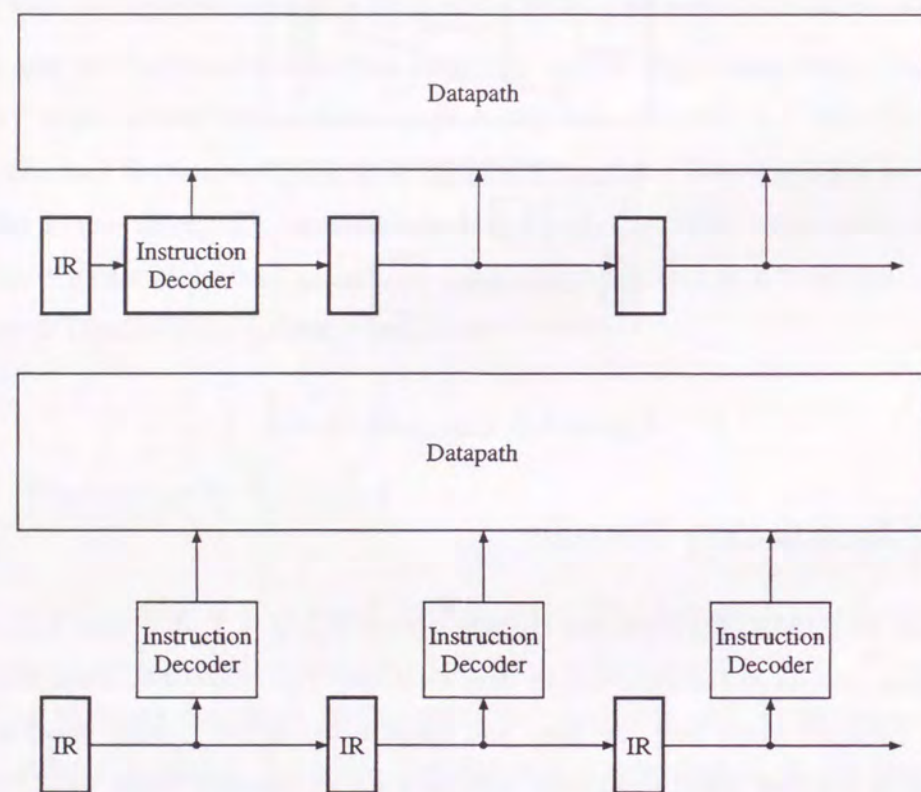 Datapath
IR
Instruction
Decoder
Datapath
Instruction
Decoder
Instruction
Decoder
Instruction
Decoder
IR
IR
IR